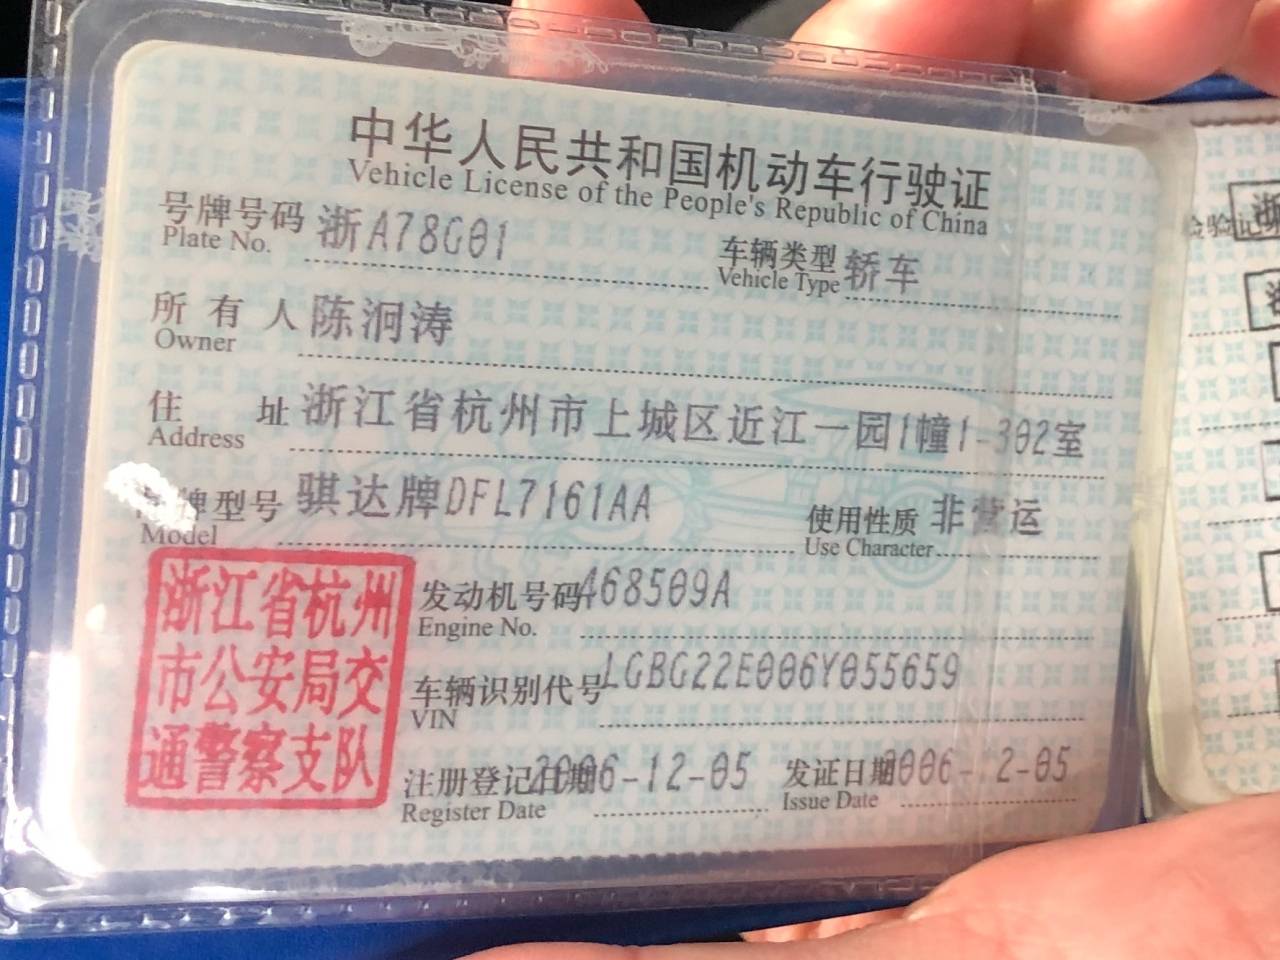 中华人民共和国机动车行驶证
Vehicle License of the People's Republic of China
号牌号码 浙A78G01 车辆类型 轿车
Plate No. Vehicle Type
所有人 陈泂涛
Owner
住址 浙江省杭州市上城区近江一园1幢1-302室
Address
品牌型号 骐达牌DFL7161AA 使用性质 非营运
Model Use Character
浙江省杭州
市公安局交
通警察支队
发动机号码 468509A
Engine No.
车辆识别代号 LGBG22E006Y055659
VIN
注册登记日期 2006-12-05 发证日期 2006-12-05
Register Date Issue Date
检验记录
浙